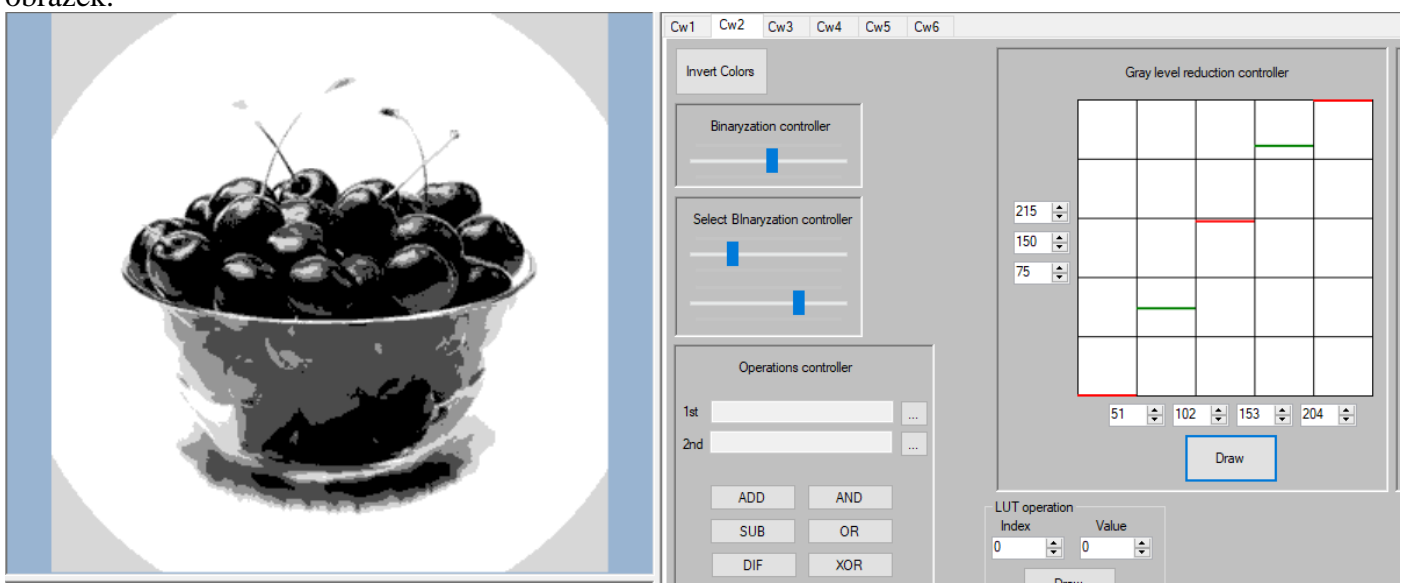 obrazek.
Cw1 Cw2 Cw3 Cw4 Cw5 Cw6
Invert Colors
Binaryzation controller
Select BInaryzation controller
Operations controller
1st ...
2nd ...
ADD AND
SUB OR
DIF XOR
Gray level reduction controller
215
150
75
51 102 153 204
Draw
LUT operation
Index Value
0 0
Draw